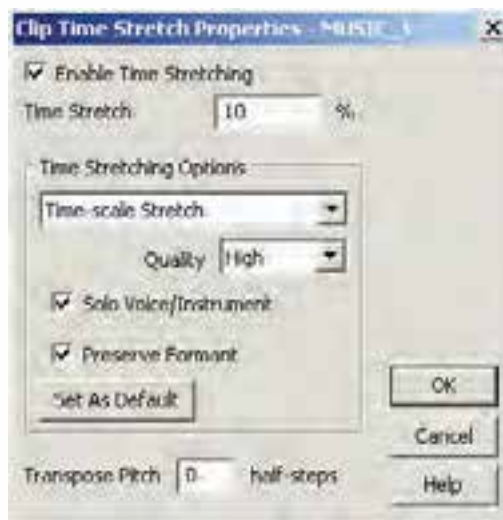 Clip Time Stretch Properties - MUSIC
Enable Time Stretching
Time Stretch 10 %
Time Stretching Options
Time-scale Stretch
Quality High
Solo Voice/Instrument
Preserve Formant
Set As Default
OK
Cancel
Transpose Pitch 0 half-steps
Help